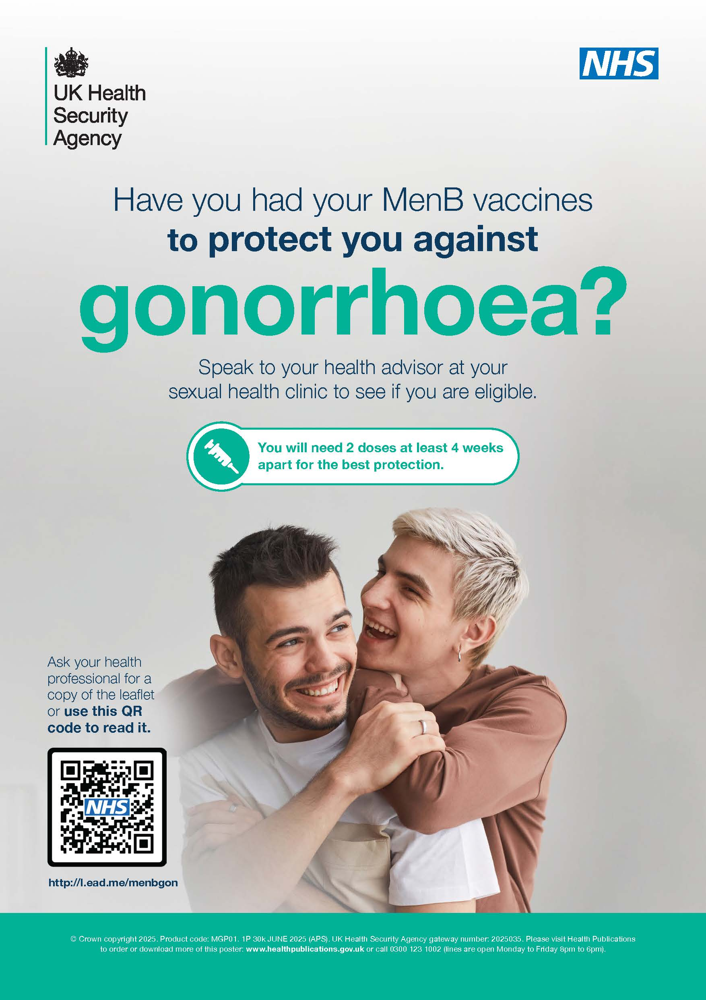 UK Health
Security
Agency
NHS
Have you had your MenB vaccines
to protect you against
gonorrhoea?
Speak to your health advisor at your
sexual health clinic to see if you are eligible.
You will need 2 doses at least 4 weeks
apart for the best protection.
Ask your health
professional for a
copy of the leaflet
or use this QR
code to read it.
NHS
http://l.ead.me/menbgon
© Crown copyright 2025. Product code: MGP01. 1P 30k JUNE 2025 (APS). UK Health Security Agency gateway number: 2025035. Please visit Health Publications
to order or download more of this poster: www.healthpublications.gov.uk or call 0300 123 1002 (lines are open Monday to Friday 8pm to 6pm).